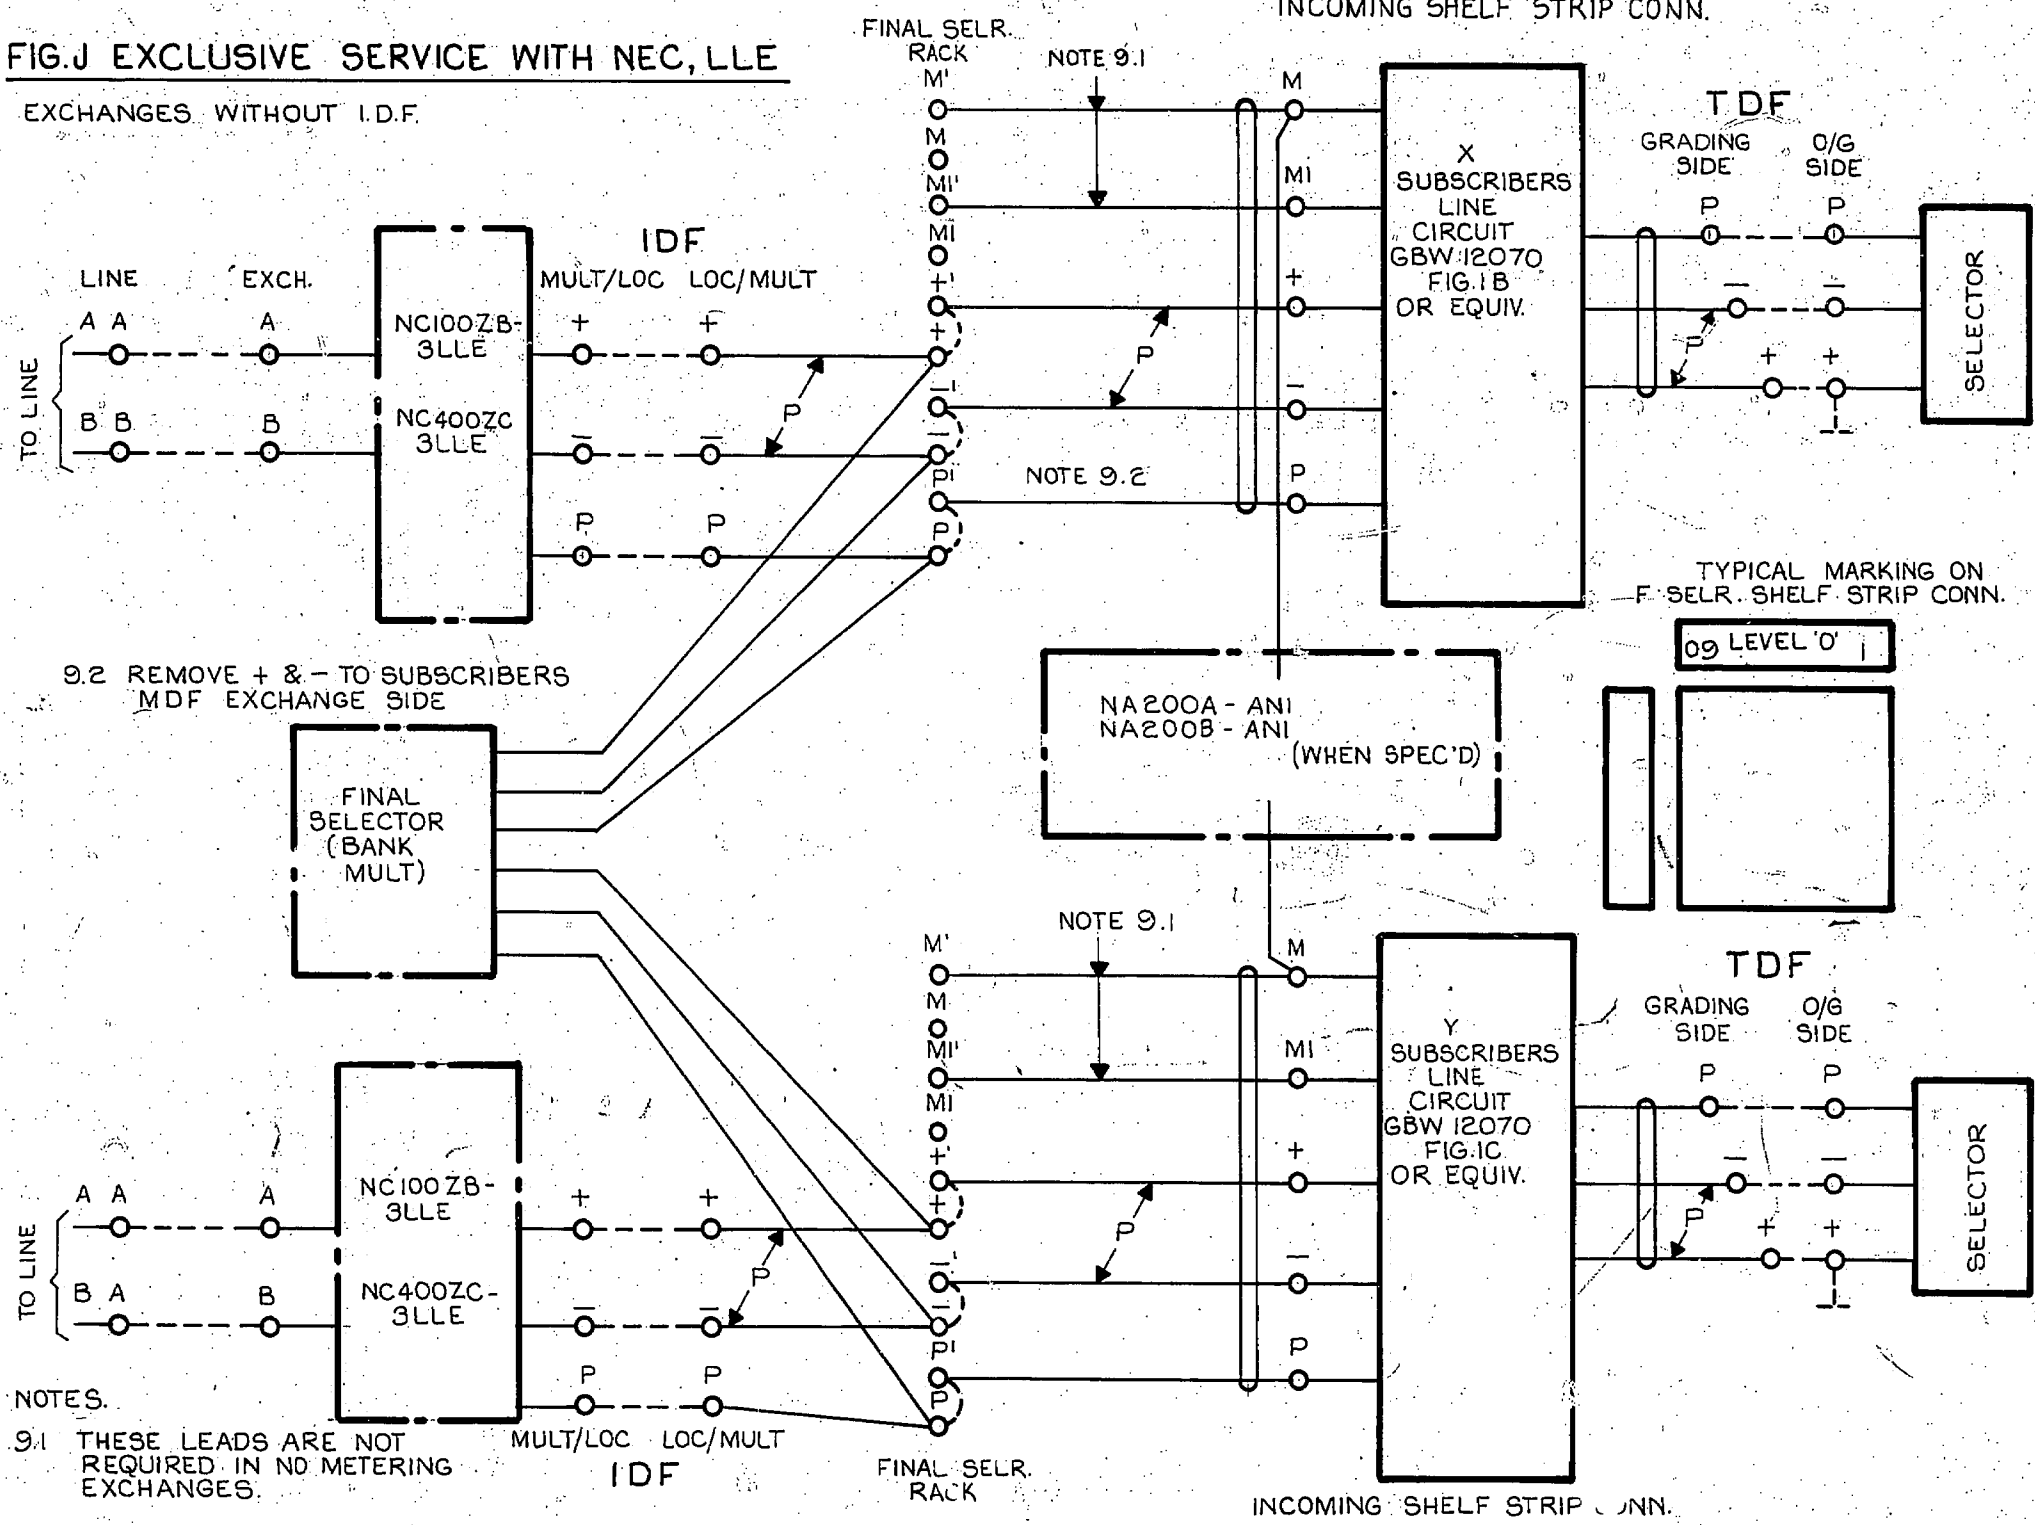 INCOMING SHELF STRIP CONN.
FIG.J EXCLUSIVE SERVICE WITH NEC, LLE
EXCHANGES WITHOUT I.D.F.
FINAL SELR.
RACK
M'
M
MI'
MI
+'
+
-'
-
P'
P
NOTE 9.1
NOTE 9.2
M
MI
+
-
P
P
X
SUBSCRIBERS
LINE
CIRCUIT
GBW 12070
FIG.1B
OR EQUIV.
TDF
GRADING
SIDE
O/G
SIDE
P P
- -
+ +
P
SELECTOR
LINE EXCH.
A A A
B B B
TO LINE
NC100ZB-
3LLE
NC400ZC
3LLE
IDF
MULT/LOC LOC/MULT
+ +
- -
P P
P
TYPICAL MARKING ON
F SELR. SHELF STRIP CONN.
09 LEVEL 'O' 1
9.2 REMOVE + & - TO SUBSCRIBERS
MDF EXCHANGE SIDE
FINAL
SELECTOR
(BANK
MULT)
NA200A - ANI
NA200B - ANI
(WHEN SPEC'D)
NOTE 9.1
M'
M
MI'
MI
+'
+
-'
-
P'
P
FINAL SELR.
RACK
M
MI
+
-
P
P
Y
SUBSCRIBERS
LINE
CIRCUIT
GBW 12070
FIG.1C
OR EQUIV.
INCOMING SHELF STRIP
TDF
GRADING
SIDE
O/G
SIDE
P P
- -
+ +
P
SELECTOR
A A A
B A B
TO LINE
NC100ZB-
3LLE
NC400ZC-
3LLE
+ +
- -
P P
P
MULT/LOC LOC/MULT
IDF
NOTES.
9.1 THESE LEADS ARE NOT
REQUIRED IN NO METERING
EXCHANGES.